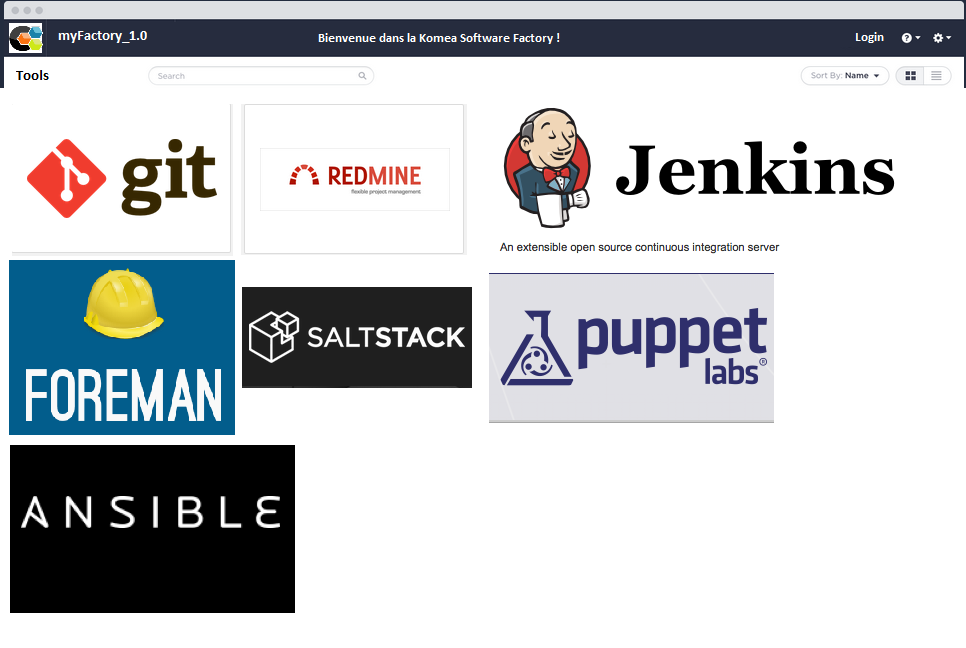 myFactory_1.0
Bienvenue dans la Komea Software Factory !
Login
Tools
Search
Sort By: Name
git
REDMINE
flexible project management
Jenkins
An extensible open source continuous integration server
FOREMAN
SALTSTACK
puppet
labs®
ANSIBLE